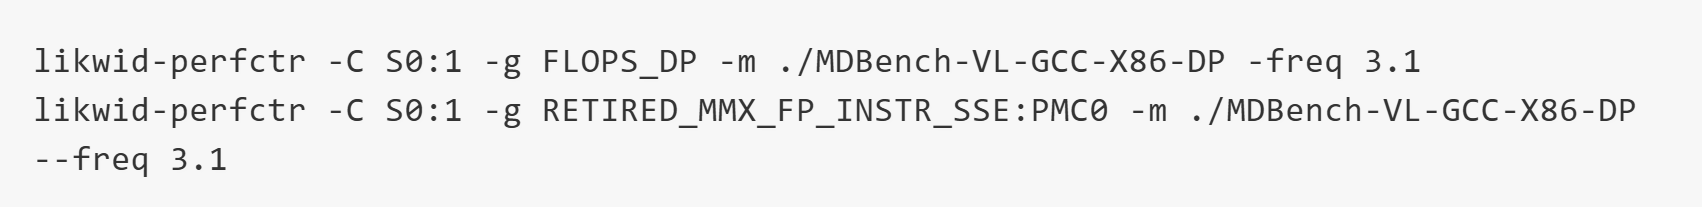 likwid-perfctr -C S0:1 -g FLOPS_DP -m ./MDBench-VL-GCC-X86-DP -freq 3.1
likwid-perfctr -C S0:1 -g RETIRED_MMX_FP_INSTR_SSE:PMC0 -m ./MDBench-VL-GCC-X86-DP
--freq 3.1